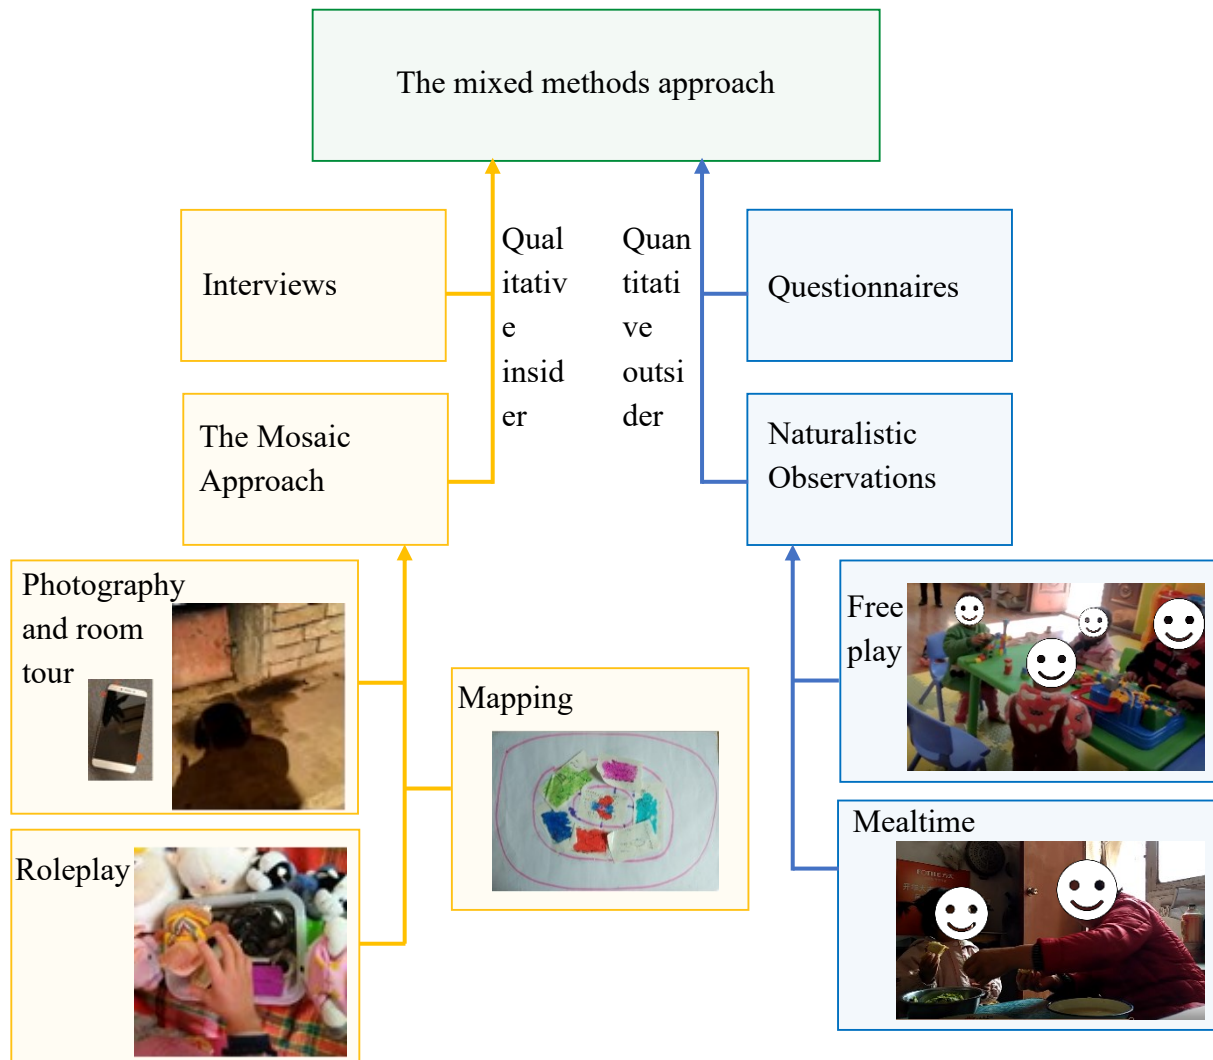 The mixed methods approach
Interviews
Qual
itativ
e
insid
er
Quan
titati
ve
outsi
der
Questionnaires
The Mosaic
Approach
Naturalistic
Observations
Photography
and room
tour
Mapping
Free
play
Roleplay
Mealtime